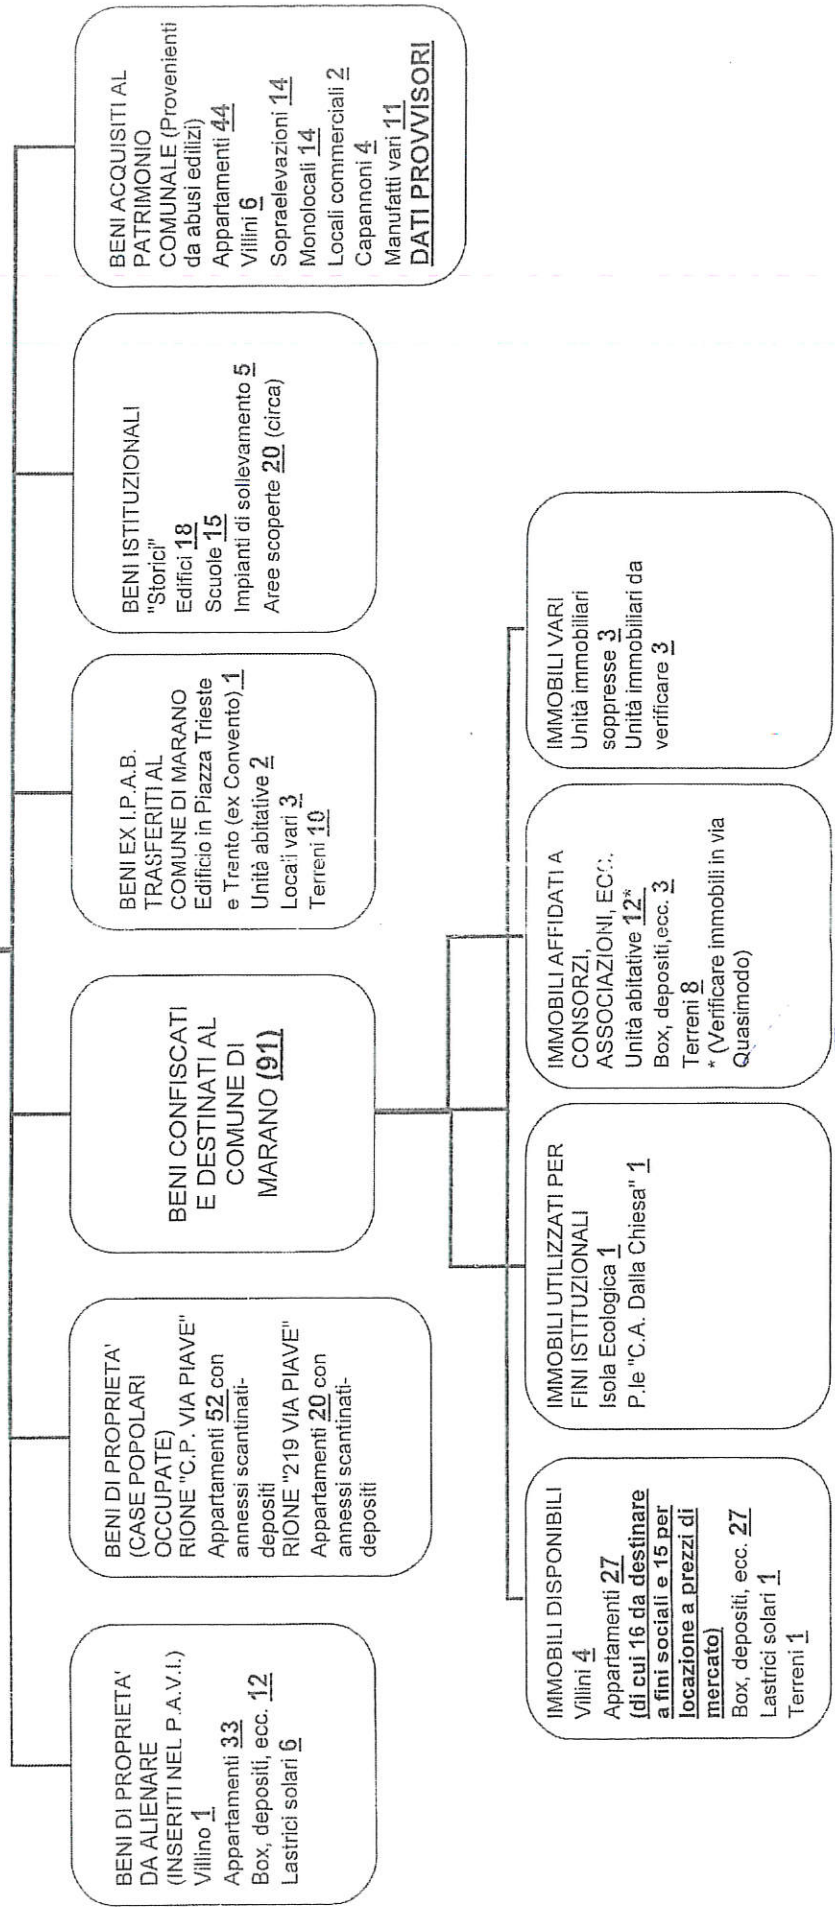 BENI DI PROPRIETA'
DA ALIENARE
(INSERITI NEL P.A.V.I.)
Villino 1
Appartamenti 33
Box, depositi, ecc. 12
Lastrici solari 6
BENI DI PROPRIETA'
(CASE POPOLARI
OCCUPATE)
RIONE "C.P. VIA PIAVE"
Appartamenti 52 con
annessi scantinati-
depositi
RIONE "219 VIA PIAVE"
Appartamenti 20 con
annessi scantinati-
depositi
BENI CONFISCATI
E DESTINATI AL
COMUNE DI
MARANO (91)
BENI EX I.P.A.B.
TRASFERITI AL
COMUNE DI MARANO
Edificio in Piazza Trieste
e Trento (ex Convento) 1
Unità abitative 2
Locali vari 3
Terreni 10
BENI ISTITUZIONALI
"Storici"
Edifici 18
Scuole 15
Impianti di sollevamento 5
Aree scoperte 20 (circa)
BENI ACQUISITI AL
PATRIMONIO
COMUNALE (Provenienti
da abusi edilizi)
Appartamenti 44
Villini 6
Sopraelevazioni 14
Monolocali 14
Locali commerciali 2
Capannoni 4
Manufatti vari 11
DATI PROVVISORI
IMMOBILI DISPONIBILI
Villini 4
Appartamenti 27
(di cui 16 da destinare
a fini sociali e 15 per
locazione a prezzi di
mercato)
Box, depositi, ecc. 27
Lastrici solari 1
Terreni 1
IMMOBILI UTILIZZATI PER
FINI ISTITUZIONALI
Isola Ecologica 1
P.le "C.A. Dalla Chiesa" 1
IMMOBILI AFFIDATI A
CONSORZI,
ASSOCIAZIONI, ECC.
Unità abitative 12*
Box, depositi,ecc. 3
Terreni 8
* (Verificare immobili in via
Quasimodo)
IMMOBILI VARI
Unità immobiliari
soppresse 3
Unità immobiliari da
verificare 3